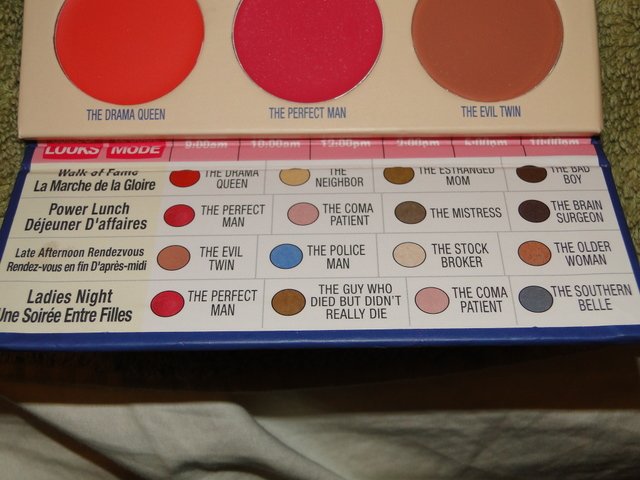 THE DRAMA QUEEN THE PERFECT MAN THE EVIL TWIN
LOOKS MODE 9:00am 10:00am 12:00pm
Walk of Fame
La Marche de la Gloire
THE DRAMA
QUEEN
THE
NEIGHBOR
THE ESTRANGED
MOM
THE BAD
BOY
Power Lunch
Déjeuner D'affaires
THE PERFECT
MAN
THE COMA
PATIENT
THE MISTRESS
THE BRAIN
SURGEON
Late Afternoon Rendezvous
Rendez-vous en fin D'après-midi
THE EVIL
TWIN
THE POLICE
MAN
THE STOCK
BROKER
THE OLDER
WOMAN
Ladies Night
Une Soirée Entre Filles
THE PERFECT
MAN
THE GUY WHO
DIED BUT DIDN'T
REALLY DIE
THE COMA
PATIENT
THE SOUTHERN
BELLE